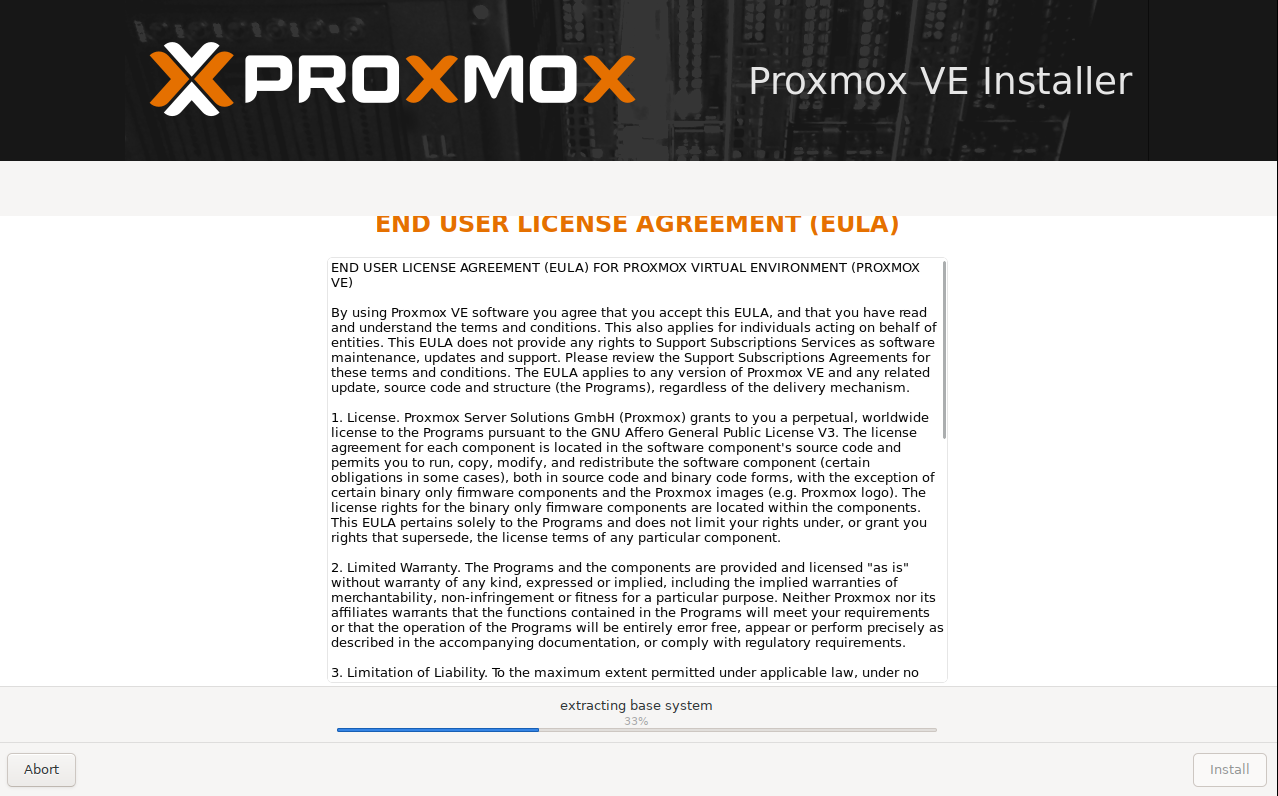 PROXMOX
Proxmox VE Installer
END USER LICENSE AGREEMENT (EULA)
END USER LICENSE AGREEMENT (EULA) FOR PROXMOX VIRTUAL ENVIRONMENT (PROXMOX
VE)
By using Proxmox VE software you agree that you accept this EULA, and that you have read
and understand the terms and conditions. This also applies for individuals acting on behalf of
entities. This EULA does not provide any rights to Support Subscriptions Services as software
maintenance, updates and support. Please review the Support Subscriptions Agreements for
these terms and conditions. The EULA applies to any version of Proxmox VE and any related
update, source code and structure (the Programs), regardless of the delivery mechanism.
1. License. Proxmox Server Solutions GmbH (Proxmox) grants to you a perpetual, worldwide
license to the Programs pursuant to the GNU Affero General Public License V3. The license
agreement for each component is located in the software component's source code and
permits you to run, copy, modify, and redistribute the software component (certain
obligations in some cases), both in source code and binary code forms, with the exception of
certain binary only firmware components and the Proxmox images (e.g. Proxmox logo). The
license rights for the binary only firmware components are located within the components.
This EULA pertains solely to the Programs and does not limit your rights under, or grant you
rights that supersede, the license terms of any particular component.
2. Limited Warranty. The Programs and the components are provided and licensed "as is"
without warranty of any kind, expressed or implied, including the implied warranties of
merchantability, non-infringement or fitness for a particular purpose. Neither Proxmox nor its
affiliates warrants that the functions contained in the Programs will meet your requirements
or that the operation of the Programs will be entirely error free, appear or perform precisely as
described in the accompanying documentation, or comply with regulatory requirements.
3. Limitation of Liability. To the maximum extent permitted under applicable law, under no
extracting base system
33%
Abort
Install